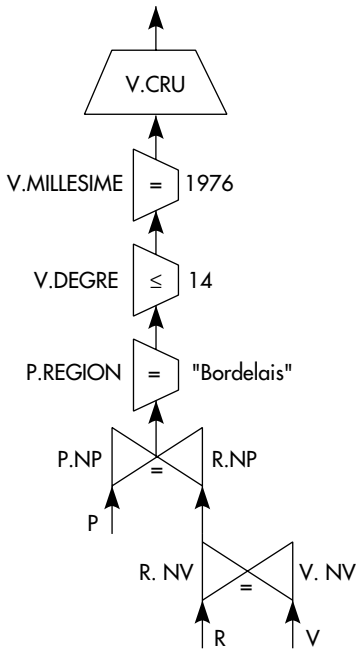 V.CRU
V.MILLESIME = 1976
V.DEGRE ≤ 14
P.REGION = "Bordelais"
P.NP = R.NP
P
R. NV = V. NV
R V